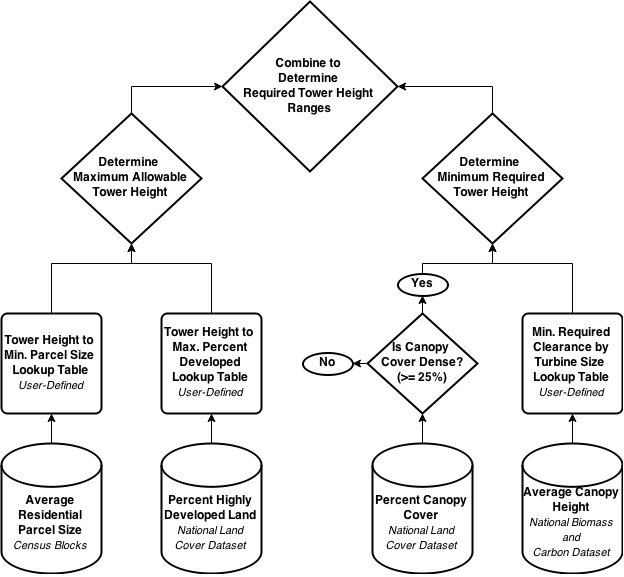 Combine to
Determine
Required Tower Height
Ranges
Determine
Maximum Allowable
Tower Height
Determine
Minimum Required
Tower Height
Yes
No
Is Canopy
Cover Dense?
(>= 25%)
Tower Height to
Min. Parcel Size
Lookup Table
User-Defined
Tower Height to
Max. Percent
Developed
Lookup Table
User-Defined
Min. Required
Clearance by
Turbine Size
Lookup Table
User-Defined
Average
Residential
Parcel Size
Census Blocks
Percent Highly
Developed Land
National Land
Cover Dataset
Percent Canopy
Cover
National Land
Cover Dataset
Average Canopy
Height
National Biomass
and
Carbon Dataset